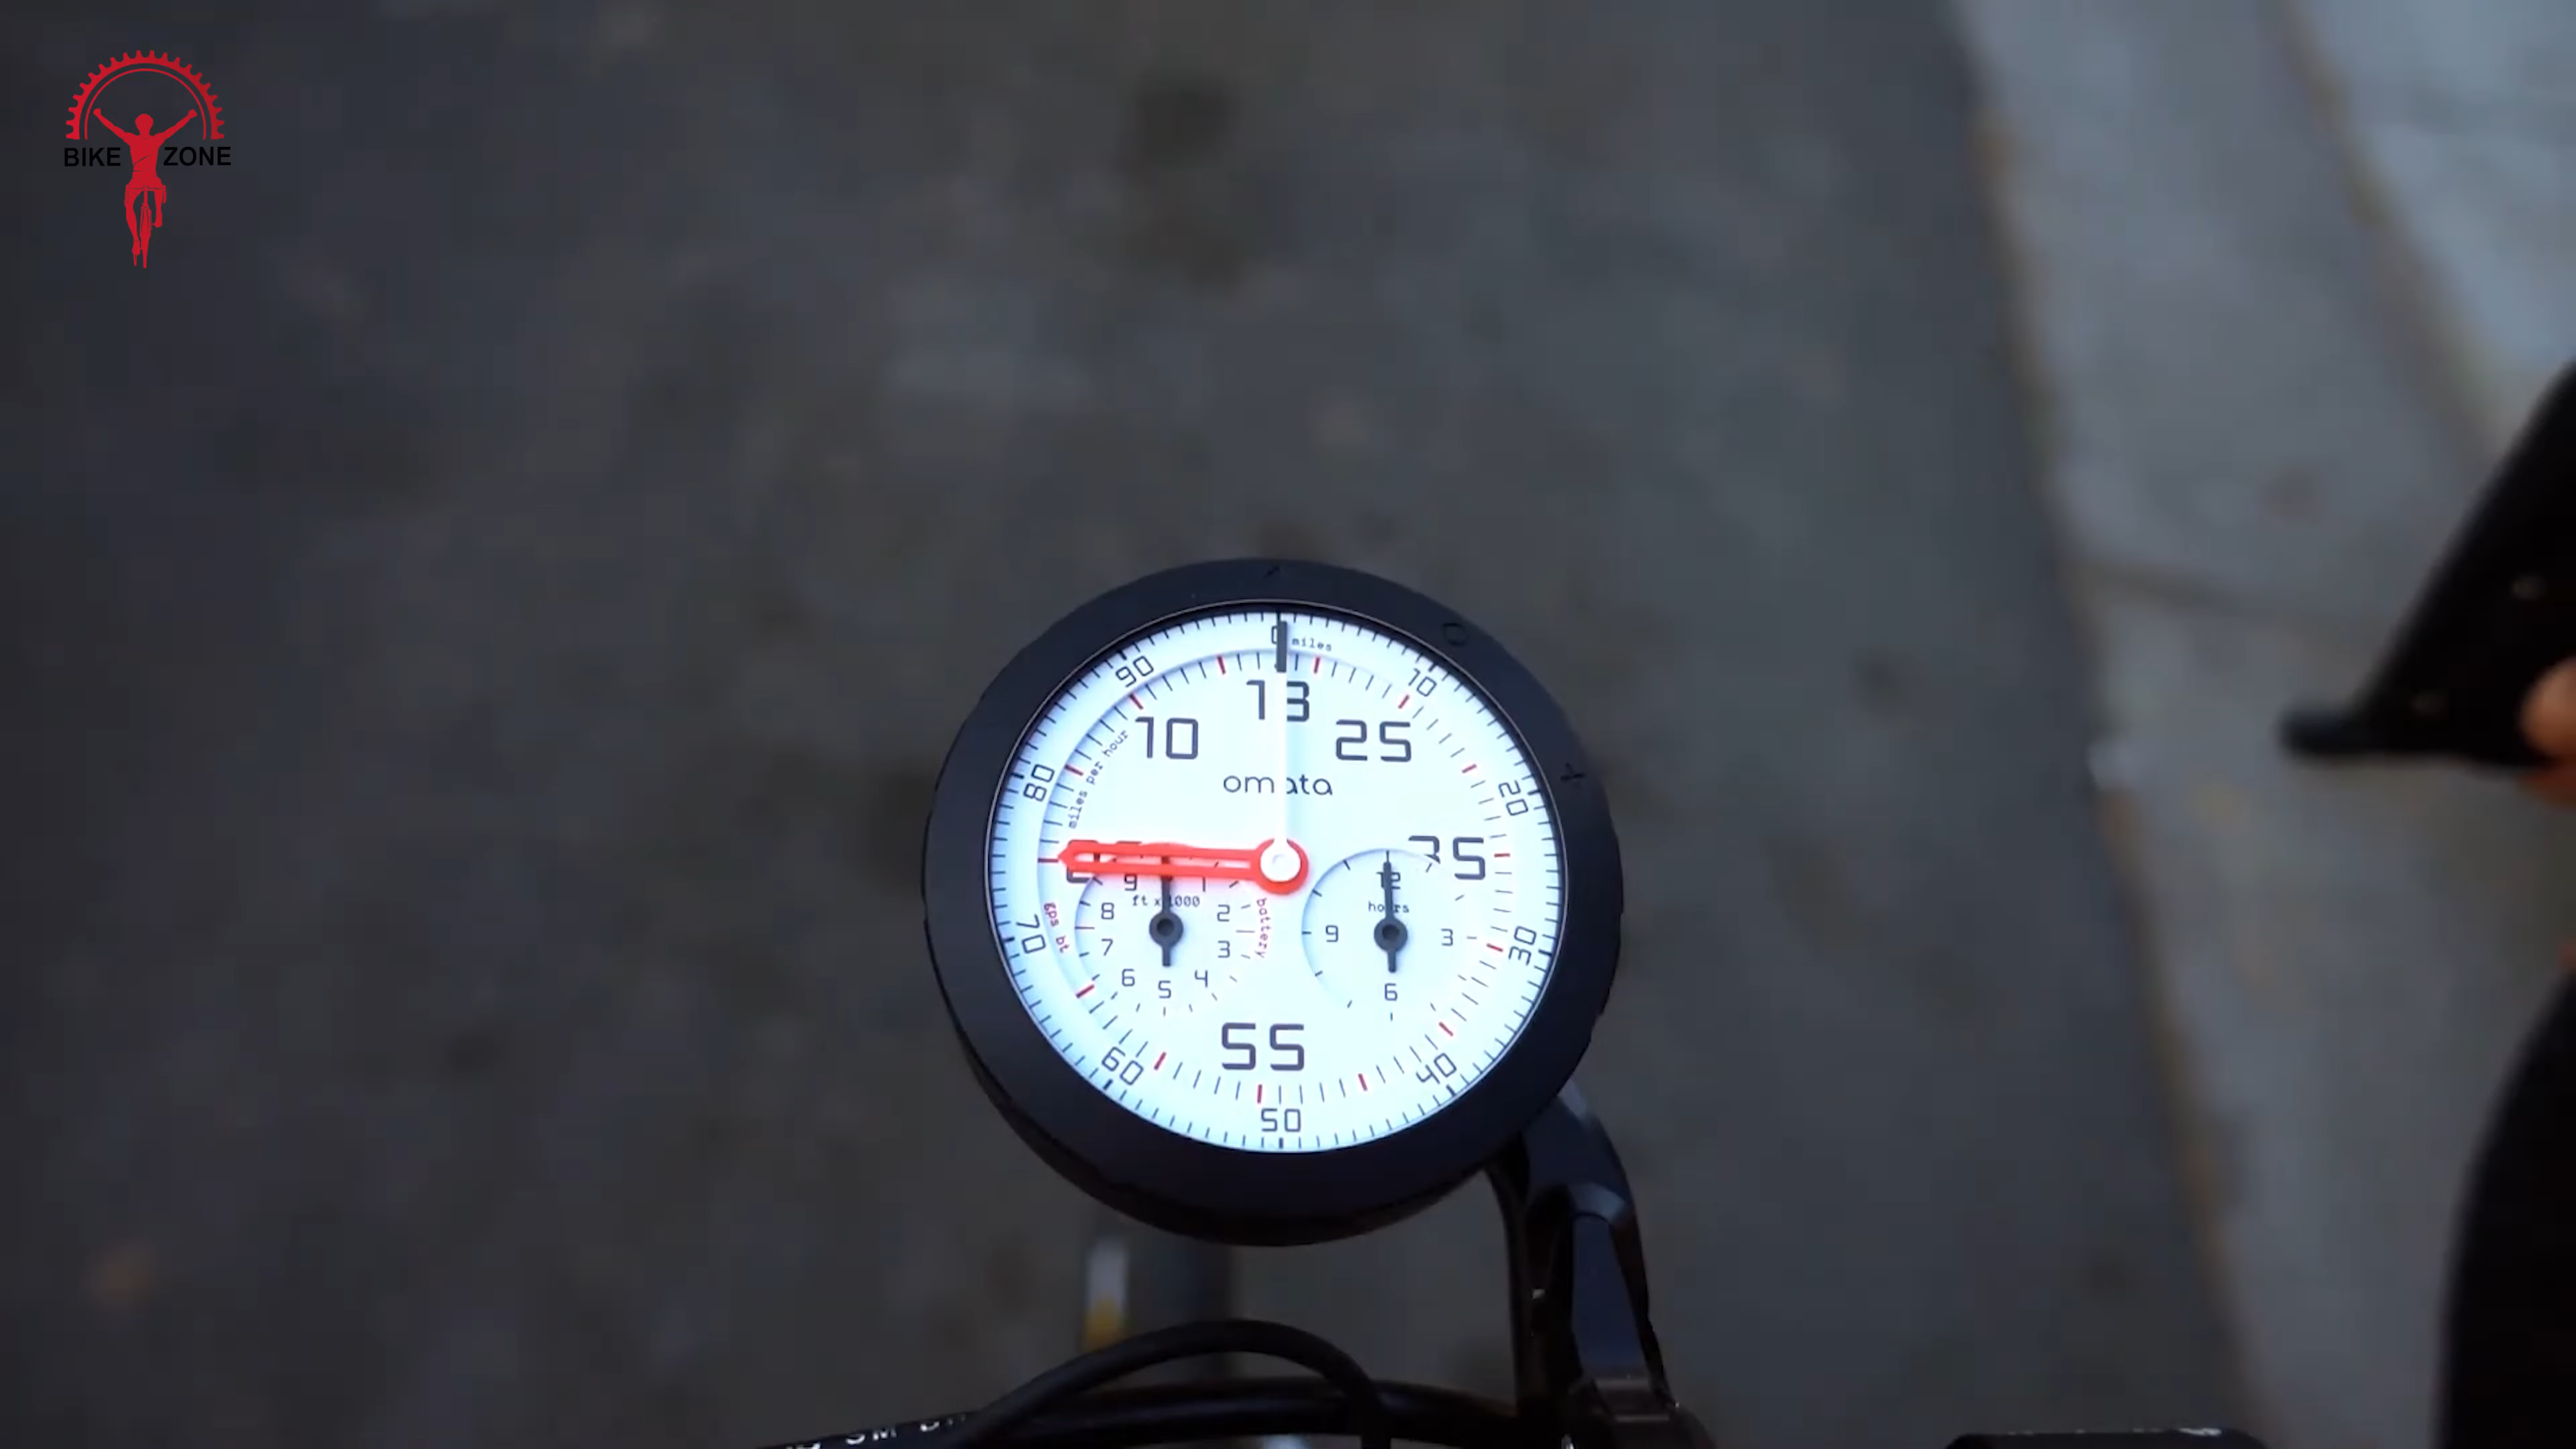 BIKE ZONE
0 miles
90
10
13
10
25
miles per hour
80
omata
20
35
9 1
ft x 1000
8 2
7 3
6 4
5
battery
gps bt
12
hours
9 3
6
70
30
55
60
40
50